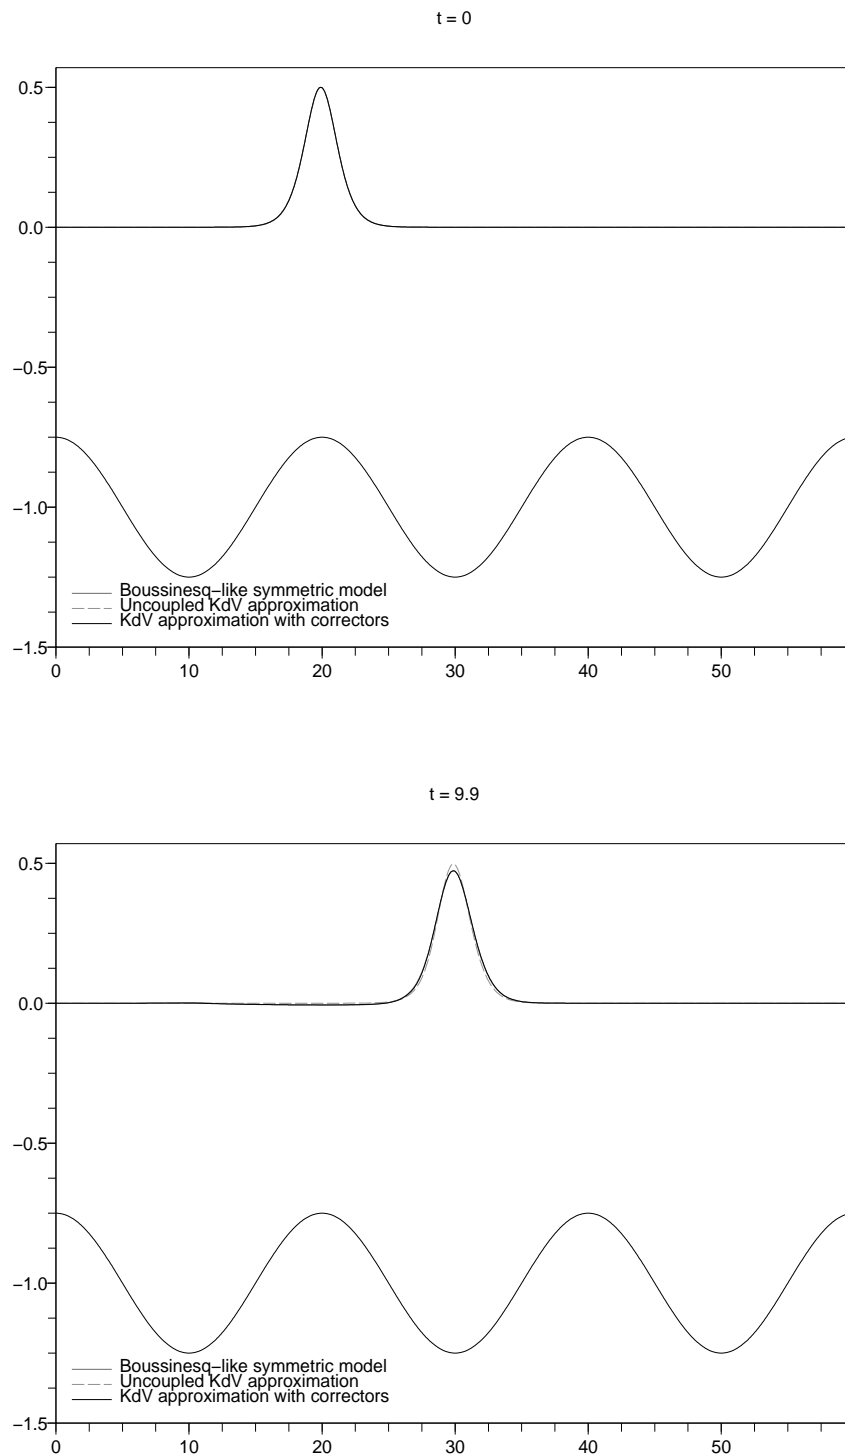 t = 0
0.5
0.0
−0.5
−1.0
−1.5
Boussinesq−like symmetric model
Uncoupled KdV approximation
KdV approximation with correctors
0 10 20 30 40 50
t = 9.9
0.5
0.0
−0.5
−1.0
−1.5
Boussinesq−like symmetric model
Uncoupled KdV approximation
KdV approximation with correctors
0 10 20 30 40 50